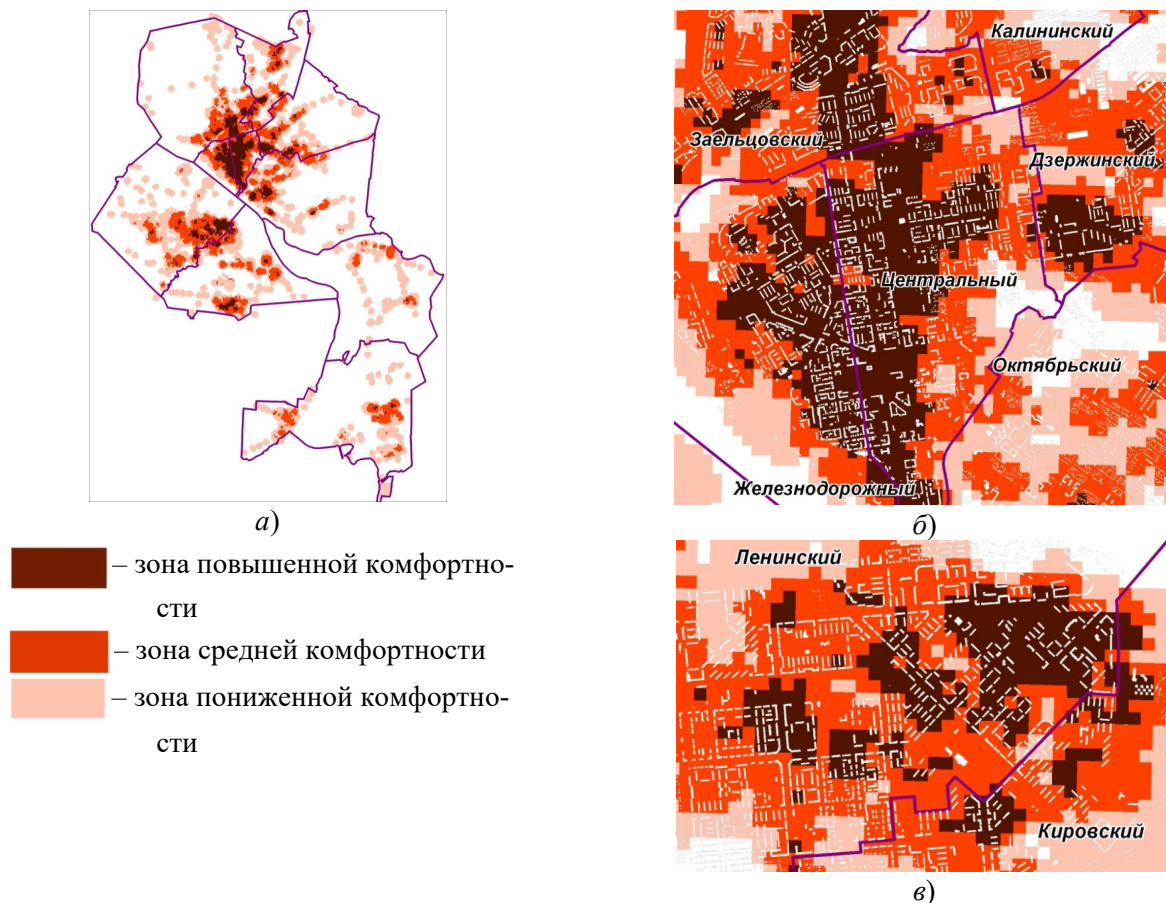 а)
– зона повышенной комфортно-
сти
– зона средней комфортности
– зона пониженной комфортно-
сти
Калининский
Заельцовский
Дзержинский
Центральный
Октябрьский
Железнодорожный
б)
Ленинский
Кировский
в)